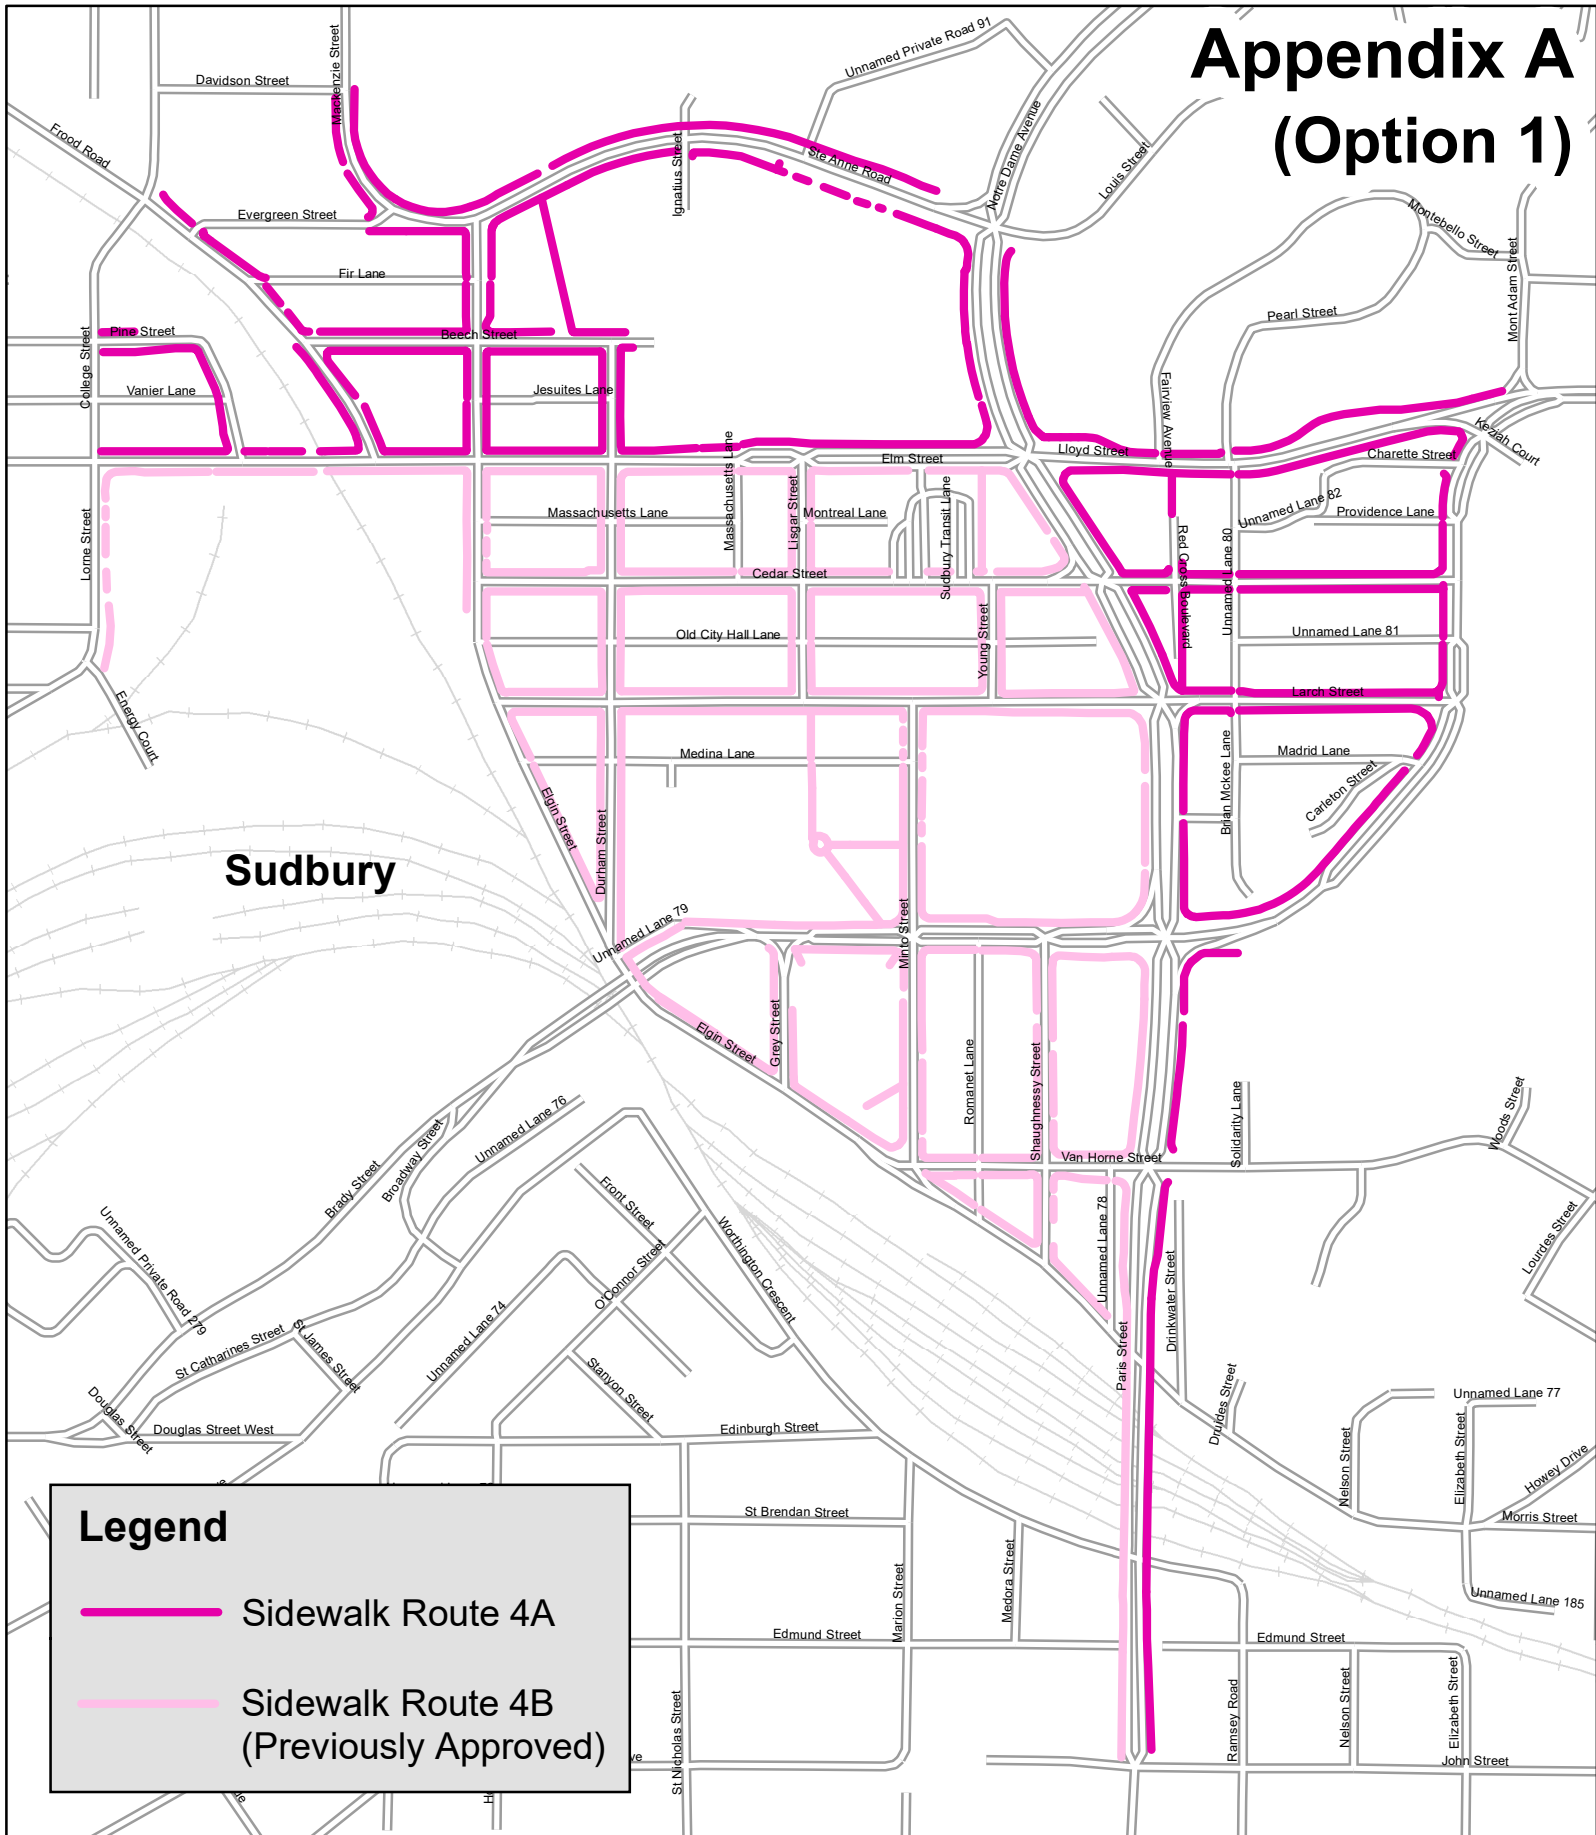 Appendix A
(Option 1)
Unnamed Private Road 91
Davidson Street
Mackenzie Street
Frood Road
Ignatius Street
Ste Anne Road
Notre Dame Avenue
Louis Street
Evergreen Street
Montebello Street
Mont Adam Street
Fir Lane
Pearl Street
Pine Street
Beech Street
College Street
Vanier Lane
Jesuites Lane
Fairview Avenue
Lloyd Street
Keziah Court
Elm Street
Charette Street
Massachusetts Lane
Massachusetts Lane
Lisgar Street
Montreal Lane
Sudbury Transit Lane
Unnamed Lane 82
Providence Lane
Lorne Street
Red Cross Boulevard
Unnamed Lane 80
Cedar Street
Old City Hall Lane
Young Street
Unnamed Lane 81
Larch Street
Energy Court
Medina Lane
Madrid Lane
Brian Mckee Lane
Carleton Street
Elgin Street
Durham Street
Sudbury
Unnamed Lane 79
Minto Street
Elgin Street
Grey Street
Romanet Lane
Shaughnessy Street
Van Horne Street
Solidarity Lane
Woods Street
Unnamed Lane 76
Broadway Street
Brady Street
Front Street
Unnamed Lane 78
Drinkwater Street
Lourdes Street
Unnamed Private Road 279
Worthington Crescent
O'Connor Street
St Catharines Street
St James Street
Unnamed Lane 74
Paris Street
Stanyon Street
Druides Street
Douglas Street
Douglas Street West
Edinburgh Street
Unnamed Lane 77
Nelson Street
Elizabeth Street
Howey Drive
St Brendan Street
Morris Street
Marion Street
Medora Street
Unnamed Lane 185
Edmund Street
Edmund Street
St Nicholas Street
Ramsey Road
Nelson Street
Elizabeth Street
John Street
Legend
Sidewalk Route 4A
Sidewalk Route 4B
(Previously Approved)